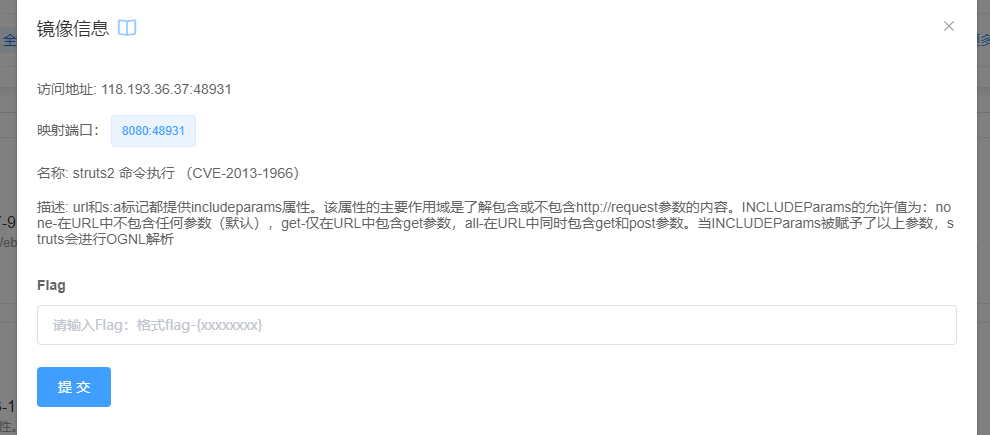 镜像信息
全
更多
访问地址: 118.193.36.37:48931
映射端口： 8080:48931
名称: struts2 命令执行 （CVE-2013-1966）
描述: url和s:a标记都提供includeparams属性。该属性的主要作用域是了解包含或不包含http://request参数的内容。INCLUDEParams的允许值为：no
ne-在URL中不包含任何参数（默认），get-仅在URL中包含get参数，all-在URL中同时包含get和post参数。当INCLUDEParams被赋予了以上参数，s
truts会进行OGNL解析
Flag
请输入Flag：格式flag-{xxxxxxxx}
提 交